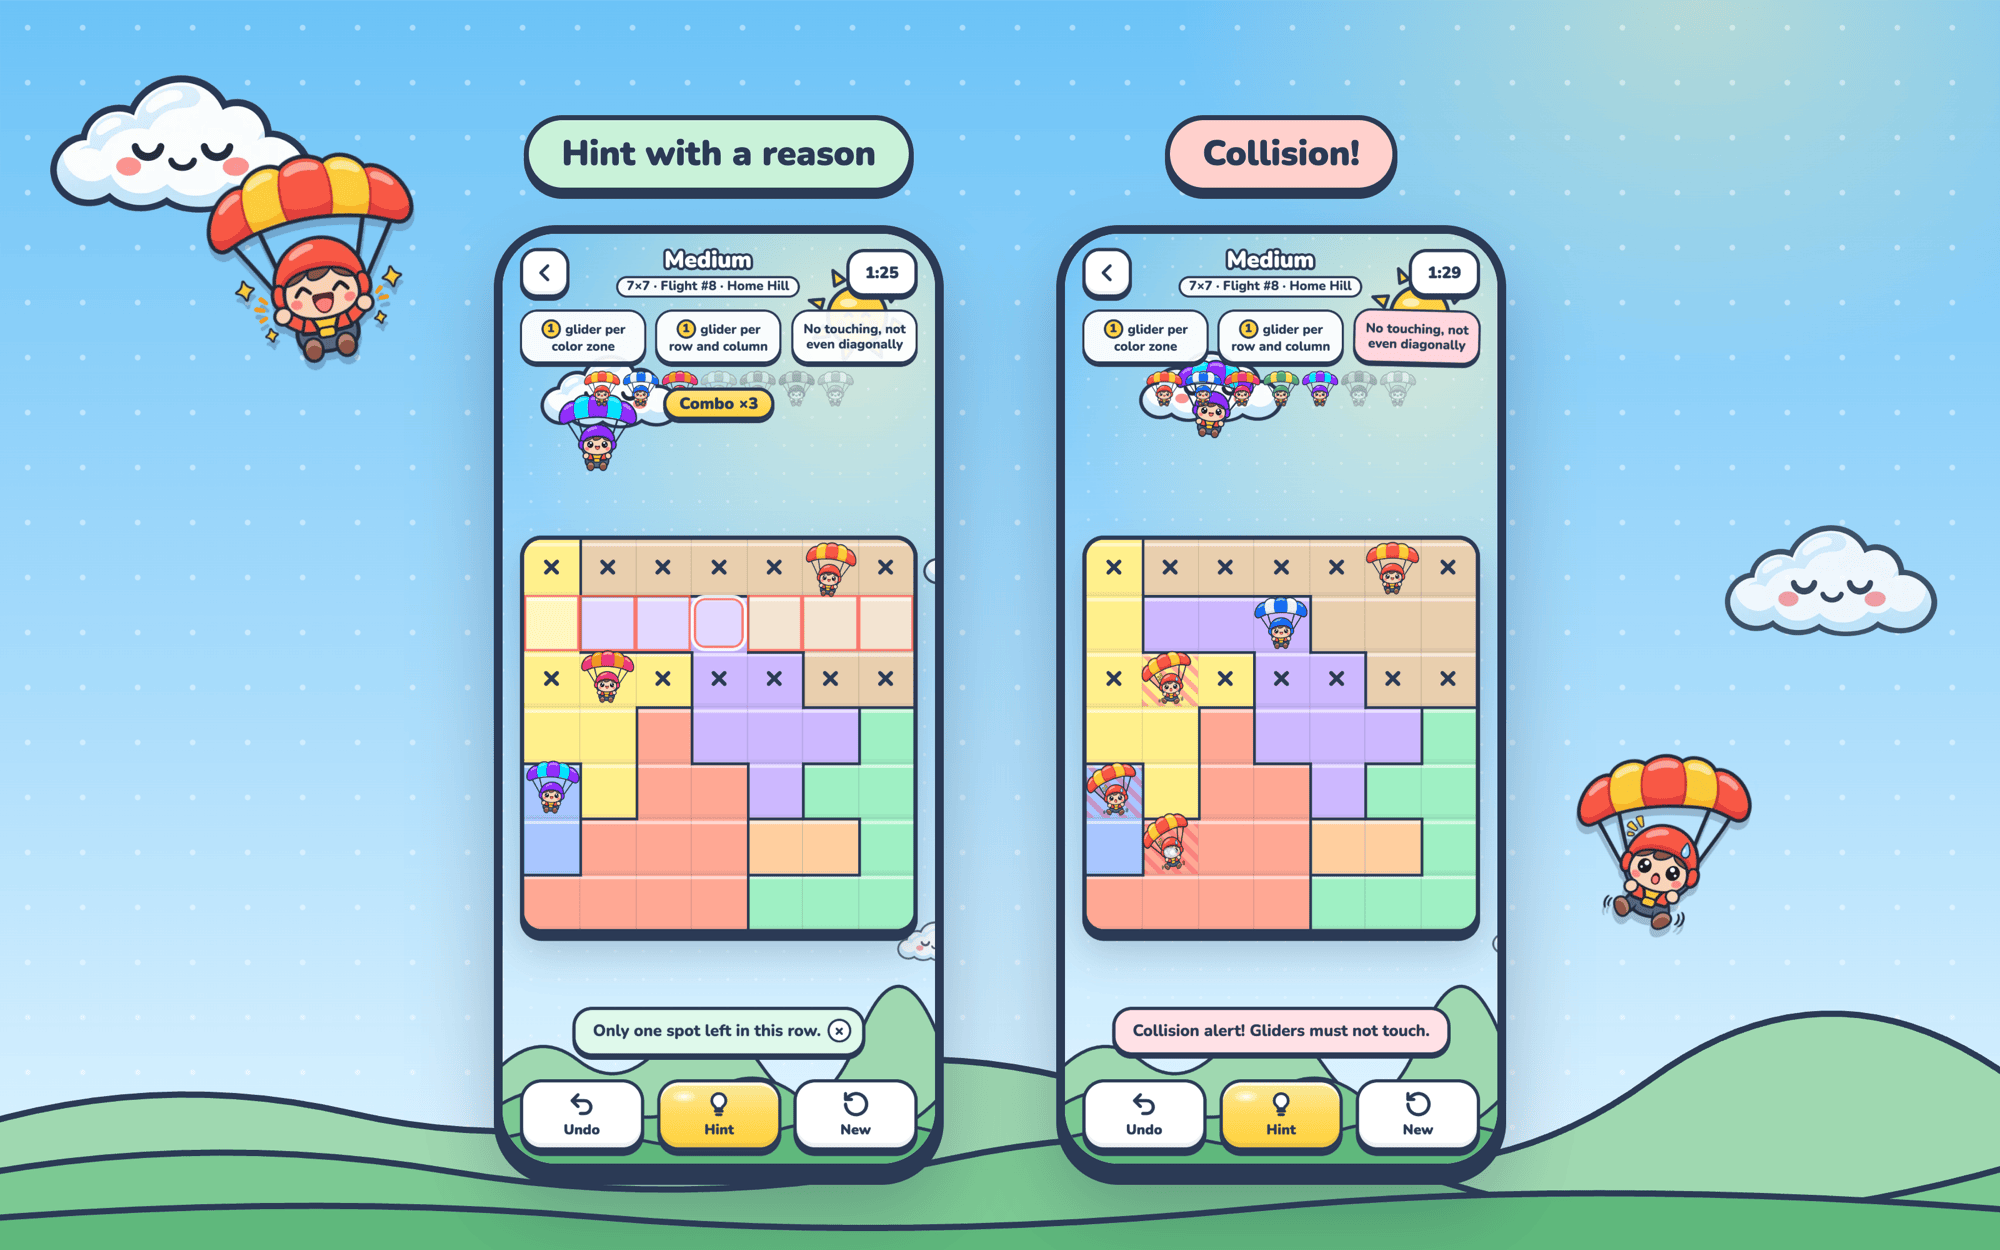 Hint with a reason
Collision!
Medium
1:25
7×7 · Flight #8 · Home Hill
1 glider per
color zone
1 glider per
row and column
No touching, not
even diagonally
Combo ×3
Only one spot left in this row.
Undo
Hint
New
Medium
1:29
7×7 · Flight #8 · Home Hill
1 glider per
color zone
1 glider per
row and column
No touching, not
even diagonally
Collision alert! Gliders must not touch.
Undo
Hint
New